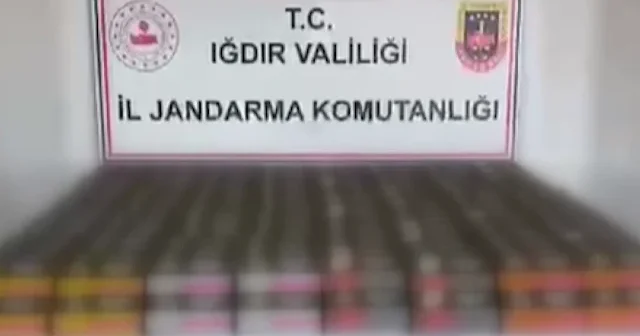 T.C.
IĞDIR VALİLİĞİ
İL JANDARMA KOMUTANLIĞI